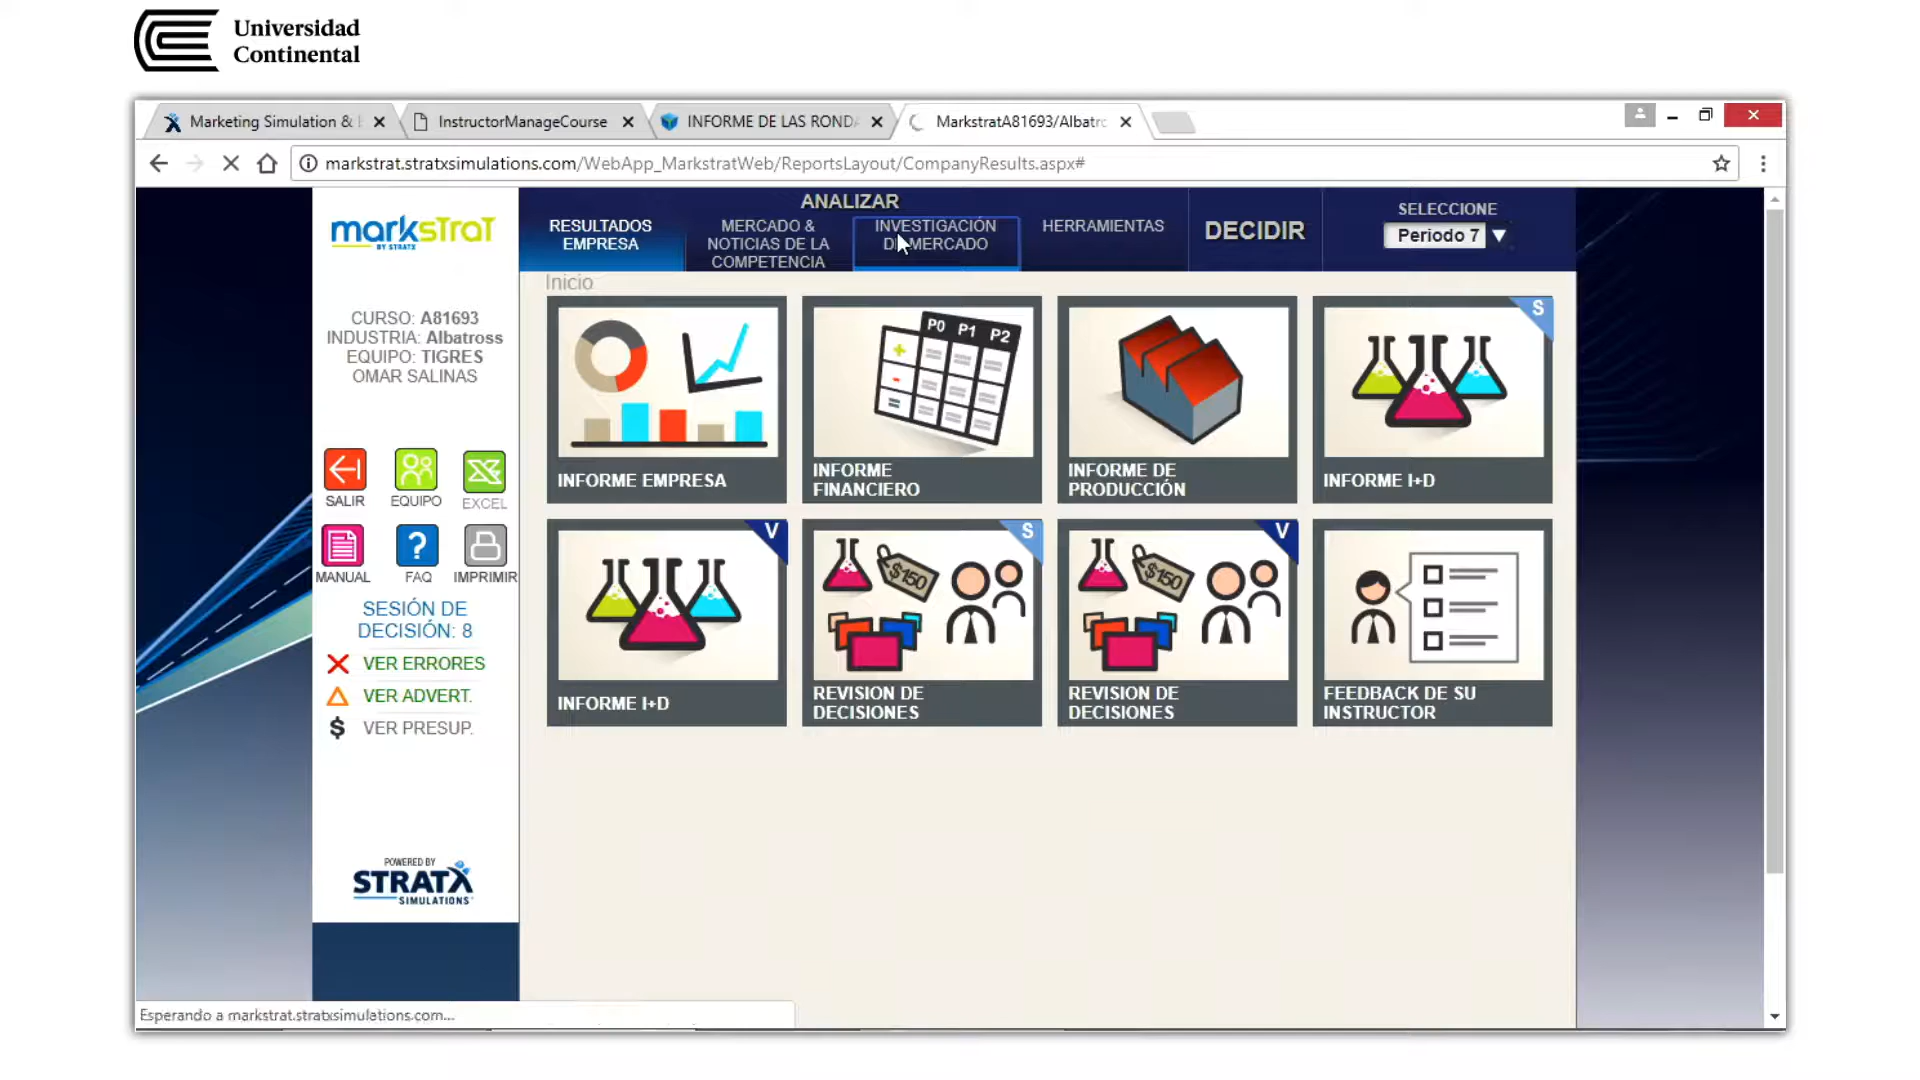 Universidad
Continental
Marketing Simulation &
InstructorManageCourse
INFORME DE LAS RONDA
MarkstratA81693/Albatro
markstrat.stratxsimulations.com/WebApp_MarkstratWeb/ReportsLayout/CompanyResults.aspx#
markstrat
BY STRATX
ANALIZAR
RESULTADOS
EMPRESA
MERCADO &
NOTICIAS DE LA
COMPETENCIA
INVESTIGACIÓN
DE MERCADO
HERRAMIENTAS
DECIDIR
SELECCIONE
Periodo 7
CURSO: A81693
INDUSTRIA: Albatross
EQUIPO: TIGRES
OMAR SALINAS
SALIR
EQUIPO
EXCEL
MANUAL
FAQ
IMPRIMIR
SESIÓN DE
DECISIÓN: 8
VER ERRORES
VER ADVERT.
VER PRESUP.
POWERED BY
STRATX
SIMULATIONS
Inicio
INFORME EMPRESA
P0 P1 P2
INFORME
FINANCIERO
INFORME DE
PRODUCCIÓN
S
INFORME I+D
V
INFORME I+D
S
$150
REVISION DE
DECISIONES
V
$150
REVISION DE
DECISIONES
FEEDBACK DE SU
INSTRUCTOR
Esperando a markstrat.stratxsimulations.com...